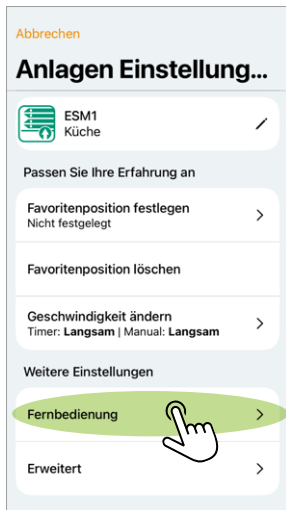 Abbrechen
Anlagen Einstellung...
ESM1
Küche
Passen Sie Ihre Erfahrung an
Favoritenposition festlegen
Nicht festgelegt
Favoritenposition löschen
Geschwindigkeit ändern
Timer: Langsam | Manual: Langsam
Weitere Einstellungen
Fernbedienung
Erweitert